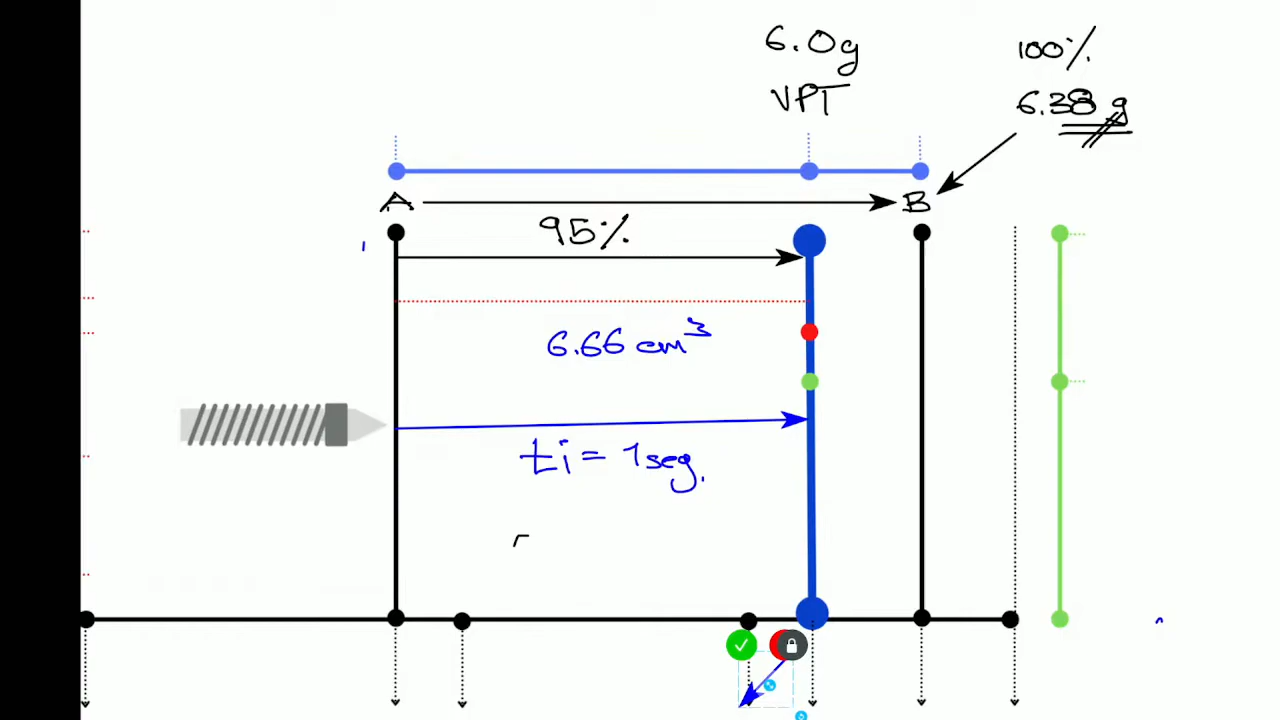 6.0g
VPT
100%
6.38 g
A
B
95%
6.66 cm³
ti = 1seg.